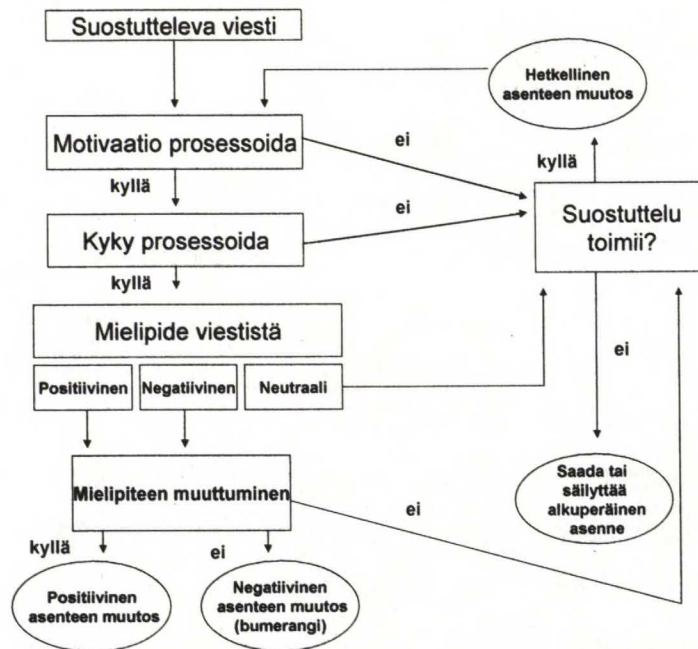 Suostutteleva viesti
Hetkellinen
asenteen muutos
Motivaatio prosessoida
ei
kyllä
kyllä
Suostuttelu
toimii?
Kyky prosessoida
ei
kyllä
Mielipide viestistä
Positiivinen
Negatiivinen
Neutraali
ei
Mielipiteen muuttuminen
ei
Saada tai
säilyttää
alkuperäinen
asenne
kyllä
ei
Positiivinen
asenteen muutos
Negatiivinen
asenteen muutos
(bumerangi)